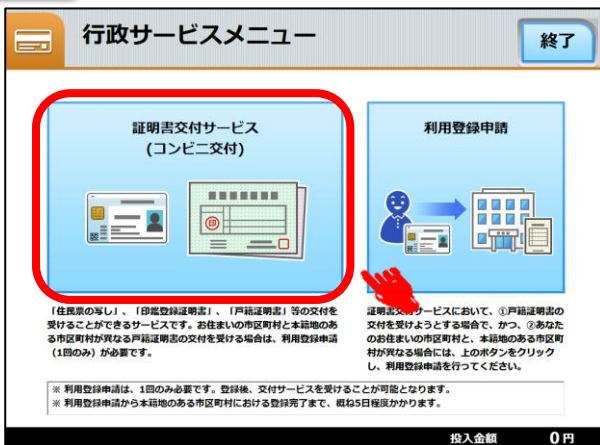 行政サービスメニュー
終了
証明書交付サービス
(コンビニ交付)
利用登録申請
印
「住民票の写し」、「印鑑登録証明書」、「戸籍証明書」等の交付を
受けることができるサービスです。お住まいの市区町村と本籍地のあ
る市区町村が異なる戸籍証明書の交付を受ける場合は、利用登録申請
(1回のみ)が必要です。
証明書交付サービスにおいて、①戸籍証明書の
交付を受けようとする場合で、かつ、②あなた
のお住まいの市区町村と、本籍地のある市区町
村が異なる場合には、上のボタンをクリック
し、利用登録申請を行ってください。
※ 利用登録申請は、1回のみ必要です。登録後、交付サービスを受けることが可能となります。
※ 利用登録申請から本籍地のある市区町村における登録完了まで、概ね5日程度かかります。
投入金額 0円